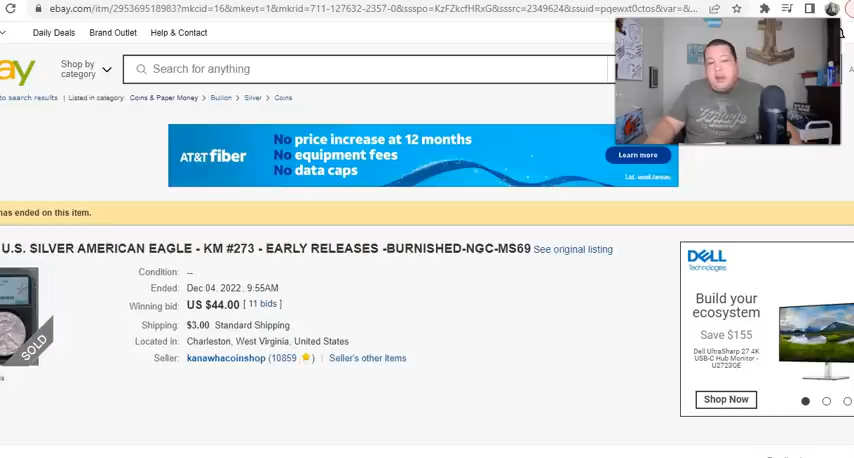 ebay.com/itm/295369518983?mkcid=16&mkevt=1&mkrid=711-127632-2357-0&ssspo=KzFZkcfHRxG&sssrc=2349624&ssuid=pqewxt0ctos&var=&...
Daily Deals Brand Outlet Help & Contact
ay
Shop by category
Search for anything
to search results | Listed in category: Coins & Paper Money > Bullion > Silver > Coins
AT&T fiber
No price increase at 12 months
No equipment fees
No data caps
Learn more
has ended on this item.
U.S. SILVER AMERICAN EAGLE - KM #273 - EARLY RELEASES -BURNISHED-NGC-MS69 See original listing
SOLD
Condition: --
Ended: Dec 04, 2022 , 9:55AM
Winning bid: US $44.00 [ 11 bids ]
Shipping: $3.00 Standard Shipping
Located in: Charleston, West Virginia, United States
Seller: kanawhacoinshop (10859 ) | Seller's other items
DELL
Technologies
Build your
ecosystem
Save $155
Dell UltraSharp 27 4K
USB-C Hub Monitor -
U2723QE
Shop Now